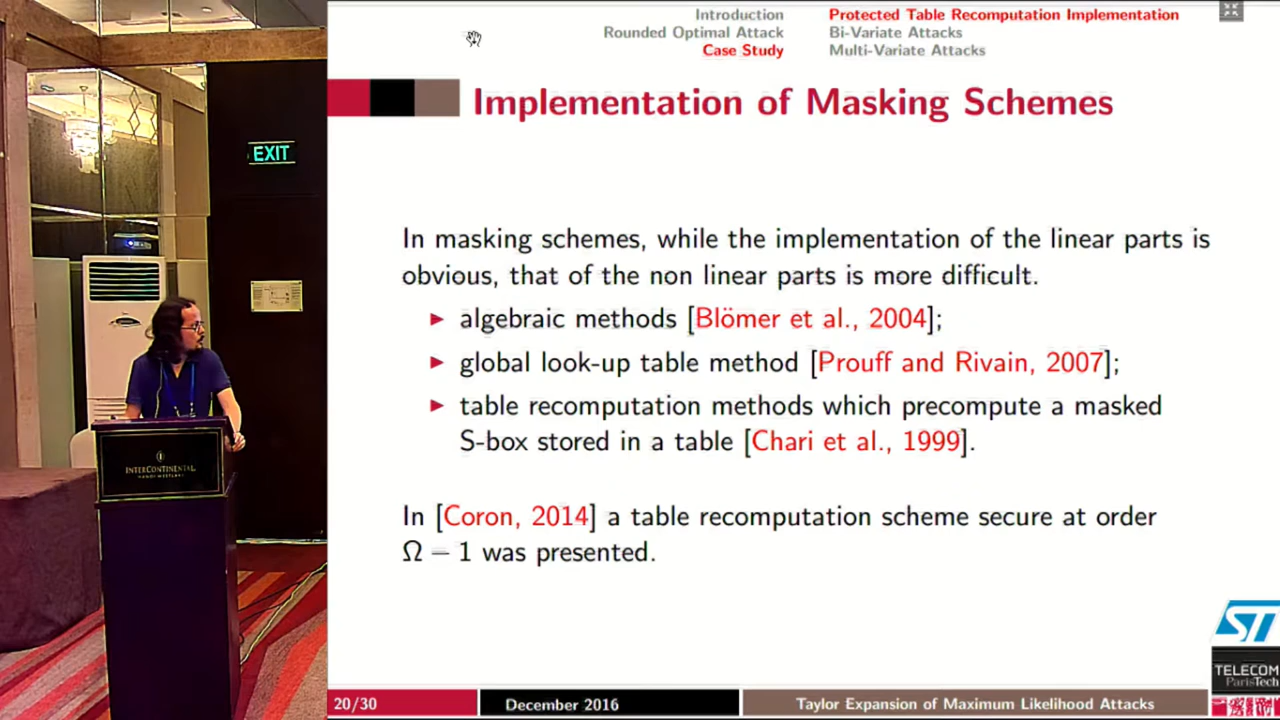 Introduction
Rounded Optimal Attack
Case Study
Protected Table Recomputation Implementation
Bi-Variate Attacks
Multi-Variate Attacks
Implementation of Masking Schemes
In masking schemes, while the implementation of the linear parts is
obvious, that of the non linear parts is more difficult.
▶ algebraic methods [Blömer et al., 2004];
▶ global look-up table method [Prouff and Rivain, 2007];
▶ table recomputation methods which precompute a masked
S-box stored in a table [Chari et al., 1999].
In [Coron, 2014] a table recomputation scheme secure at order
Ω − 1 was presented.
EXIT
INTERCONTINENTAL
HANOI WESTLAKE
ST
TELECOM
ParisTech
20/30
December 2016
Taylor Expansion of Maximum Likelihood Attacks